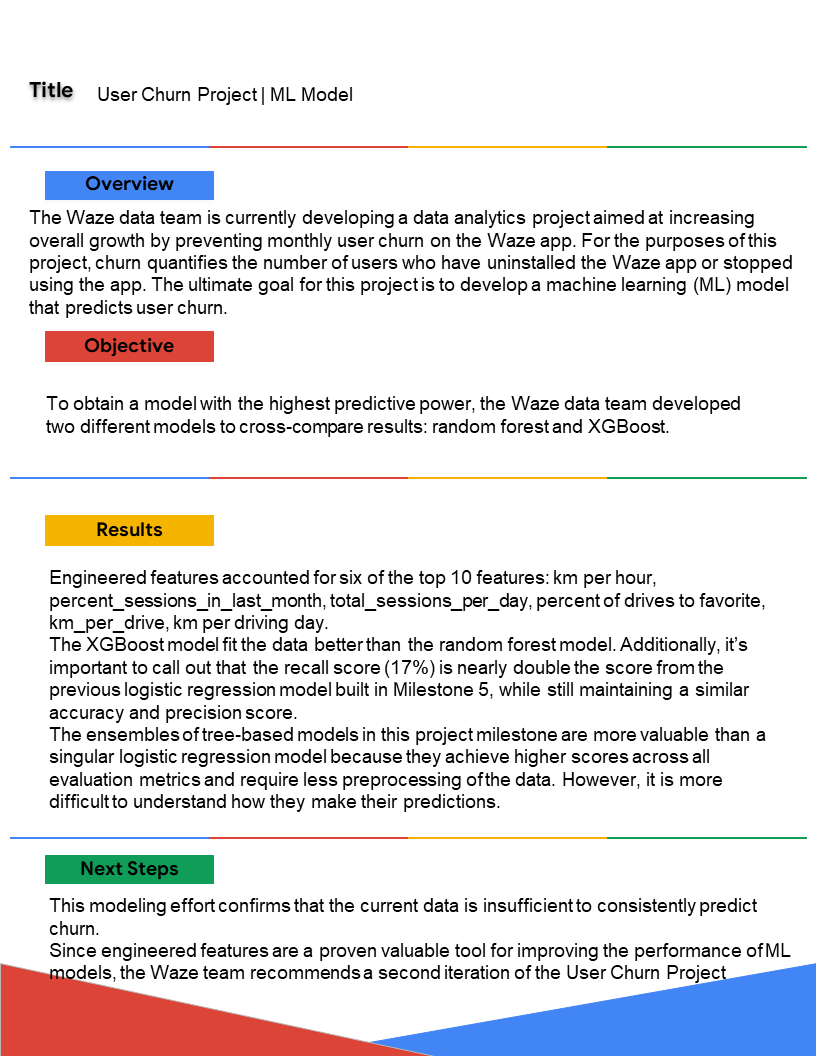 Title
User Churn Project | ML Model
Overview
The Waze data team is currently developing a data analytics project aimed at increasing
overall growth by preventing monthly user churn on the Waze app. For the purposes of this
project, churn quantifies the number of users who have uninstalled the Waze app or stopped
using the app. The ultimate goal for this project is to develop a machine learning (ML) model
that predicts user churn.
Objective
To obtain a model with the highest predictive power, the Waze data team developed
two different models to cross-compare results: random forest and XGBoost.
Results
Engineered features accounted for six of the top 10 features: km per hour,
percent_sessions_in_last_month, total_sessions_per_day, percent of drives to favorite,
km_per_drive, km per driving day.
The XGBoost model fit the data better than the random forest model. Additionally, it’s
important to call out that the recall score (17%) is nearly double the score from the
previous logistic regression model built in Milestone 5, while still maintaining a similar
accuracy and precision score.
The ensembles of tree-based models in this project milestone are more valuable than a
singular logistic regression model because they achieve higher scores across all
evaluation metrics and require less preprocessing of the data. However, it is more
difficult to understand how they make their predictions.
Next Steps
This modeling effort confirms that the current data is insufficient to consistently predict
churn.
Since engineered features are a proven valuable tool for improving the performance of ML
models, the Waze team recommends a second iteration of the User Churn Project